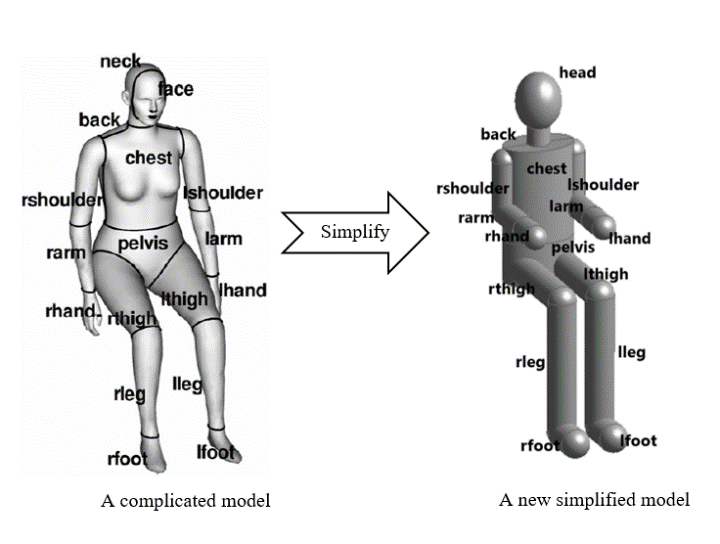 neck
face
back
chest
rshoulder
lshoulder
pelvis
larm
rarm
lthigh
lhand
rhand
rthigh
rleg
lleg
rfoot
lfoot
A complicated model
Simplify
head
back
chest
rshoulder
lshoulder
larm
rarm
rhand
lhand
pelvis
lthigh
rthigh
lleg
rleg
rfoot
lfoot
A new simplified model